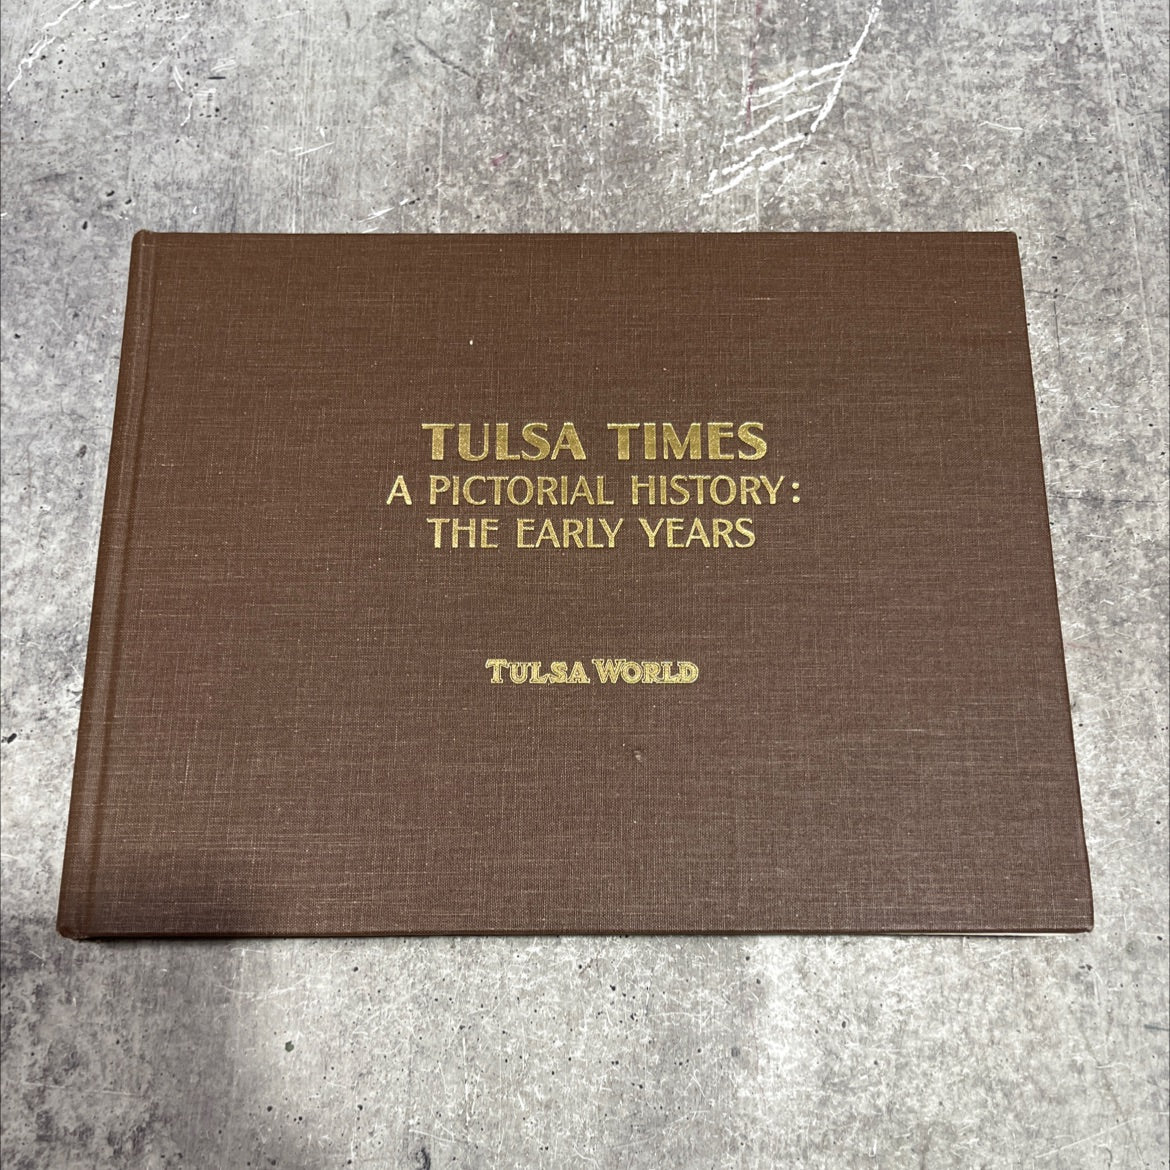 TULSA TIMES
A PICTORIAL HISTORY:
THE EARLY YEARS
TULSA WORLD